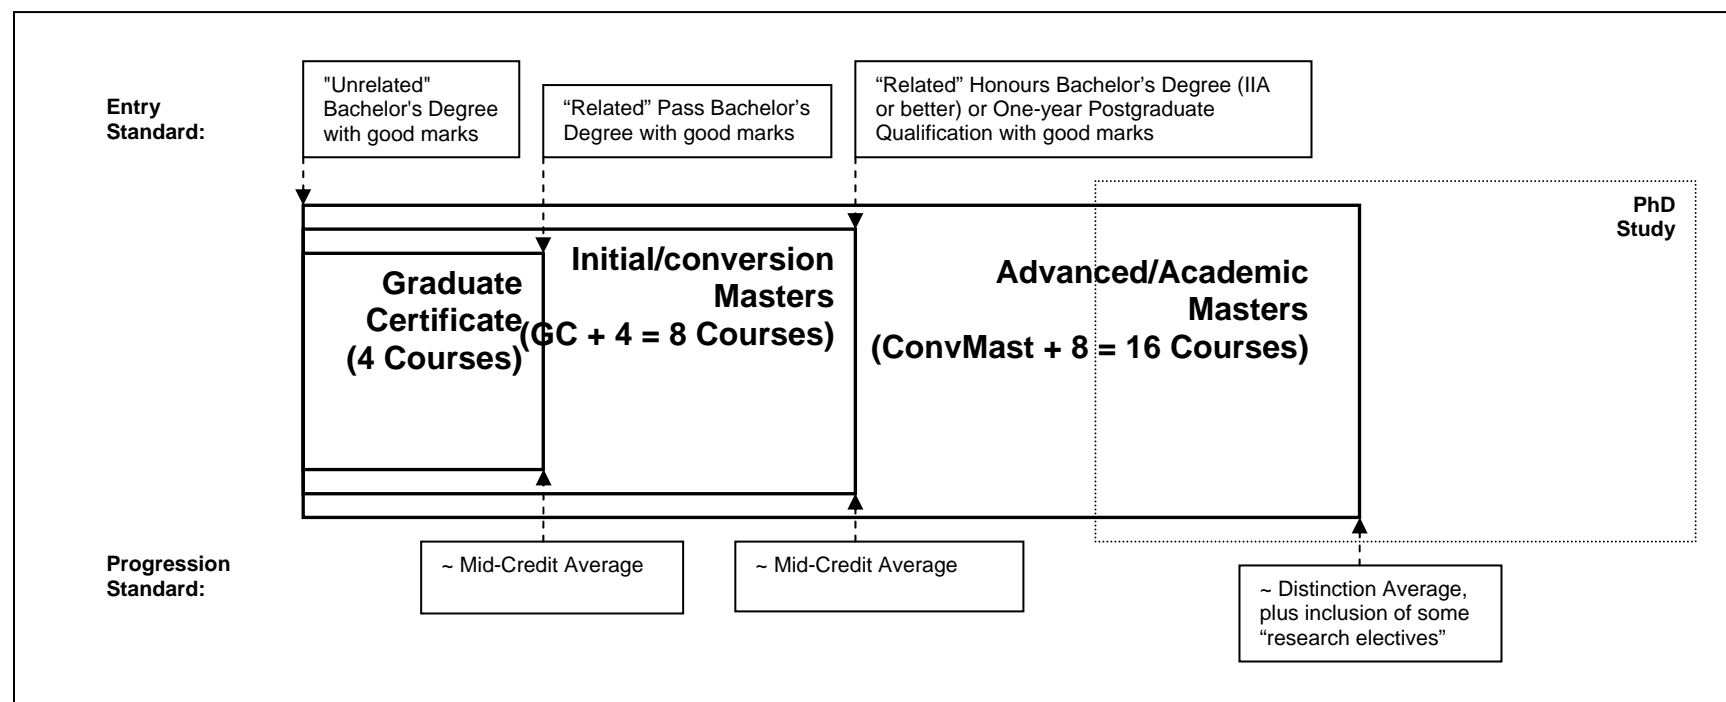 Entry
Standard:
"Unrelated"
Bachelor's Degree
with good marks
“Related” Pass Bachelor’s
Degree with good marks
“Related” Honours Bachelor’s Degree (IIA
or better) or One-year Postgraduate
Qualification with good marks
PhD
Study
Graduate
Certificate
(4 Courses)
Initial/conversion
Masters
(GC + 4 = 8 Courses)
Advanced/Academic
Masters
(ConvMast + 8 = 16 Courses)
Progression
Standard:
~ Mid-Credit Average
~ Mid-Credit Average
~ Distinction Average,
plus inclusion of some
“research electives”